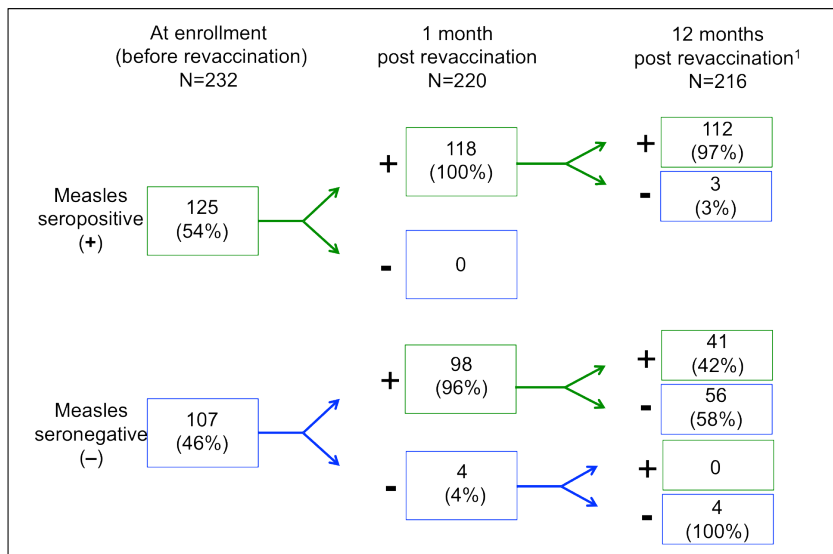 At enrollment
(before revaccination)
N=232
1 month
post revaccination
N=220
12 months
post revaccination¹
N=216
Measles
seropositive
(+)
125
(54%)
+
118
(100%)
-
0
+
112
(97%)
-
3
(3%)
Measles
seronegative
(–)
107
(46%)
+
98
(96%)
-
4
(4%)
+
41
(42%)
-
56
(58%)
+
0
-
4
(100%)